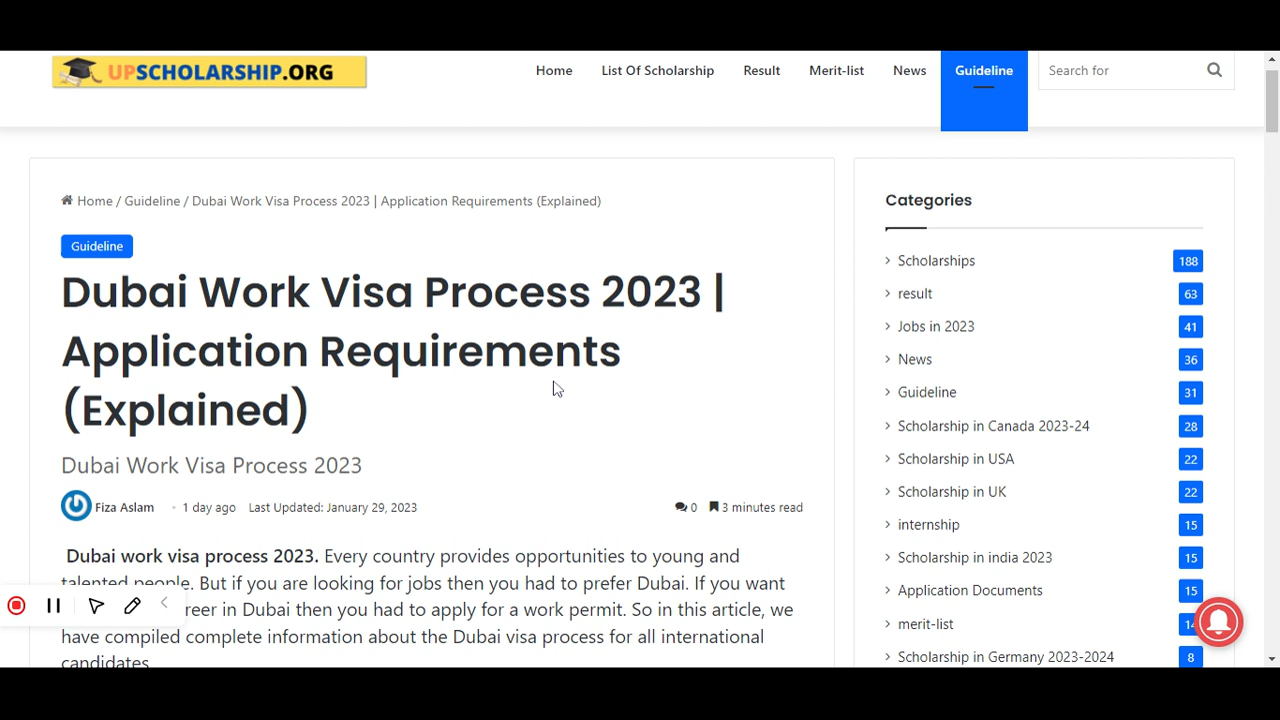 UPSCHOLARSHIP.ORG
Home
List Of Scholarship
Result
Merit-list
News
Guideline
Search for
Home / Guideline / Dubai Work Visa Process 2023 | Application Requirements (Explained)
Guideline
Dubai Work Visa Process 2023 |
Application Requirements
(Explained)
Dubai Work Visa Process 2023
Fiza Aslam
1 day ago
Last Updated: January 29, 2023
0
3 minutes read
Dubai work visa process 2023. Every country provides opportunities to young and
talented people. But if you are looking for jobs then you had to prefer Dubai. If you want
in Dubai then you had to apply for a work permit. So in this article, we
have compiled complete information about the Dubai visa process for all international
candidates
Categories
Scholarships 188
result 63
Jobs in 2023 41
News 36
Guideline 31
Scholarship in Canada 2023-24 28
Scholarship in USA 22
Scholarship in UK 22
internship 15
Scholarship in india 2023 15
Application Documents 15
merit-list
Scholarship in Germany 2023-2024 8